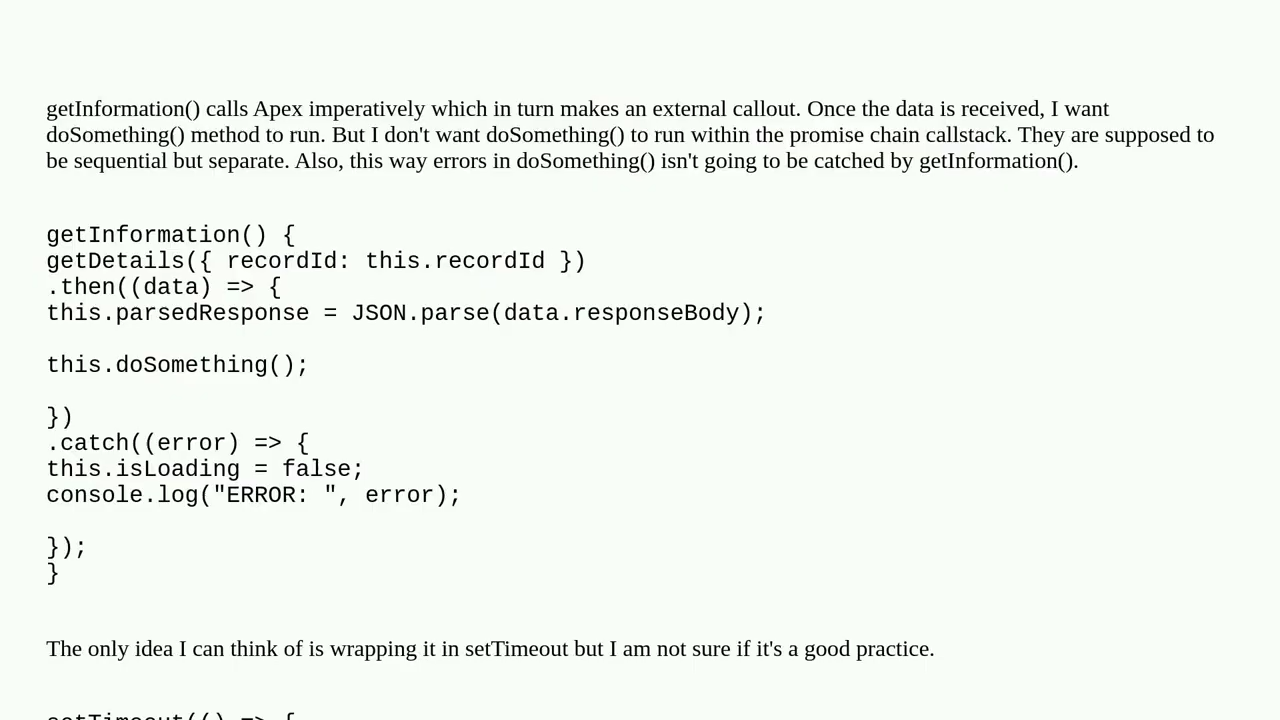 getInformation() calls Apex imperatively which in turn makes an external callout. Once the data is received, I want
doSomething() method to run. But I don't want doSomething() to run within the promise chain callstack. They are supposed to
be sequential but separate. Also, this way errors in doSomething() isn't going to be catched by getInformation().
getInformation() {
getDetails({ recordId: this.recordId })
.then((data) => {
this.parsedResponse = JSON.parse(data.responseBody);
this.doSomething();
})
.catch((error) => {
this.isLoading = false;
console.log("ERROR: ", error);
});
}
The only idea I can think of is wrapping it in setTimeout but I am not sure if it's a good practice.
setTimeout(() => {